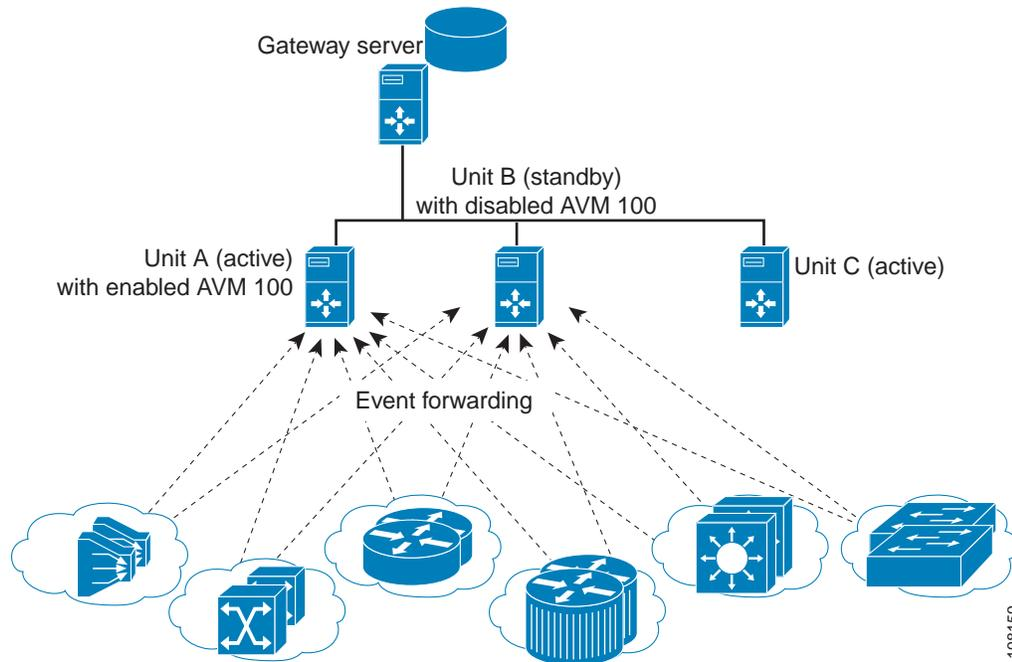 Gateway server
Unit B (standby)
with disabled AVM 100
Unit A (active)
with enabled AVM 100
Unit C (active)
Event forwarding